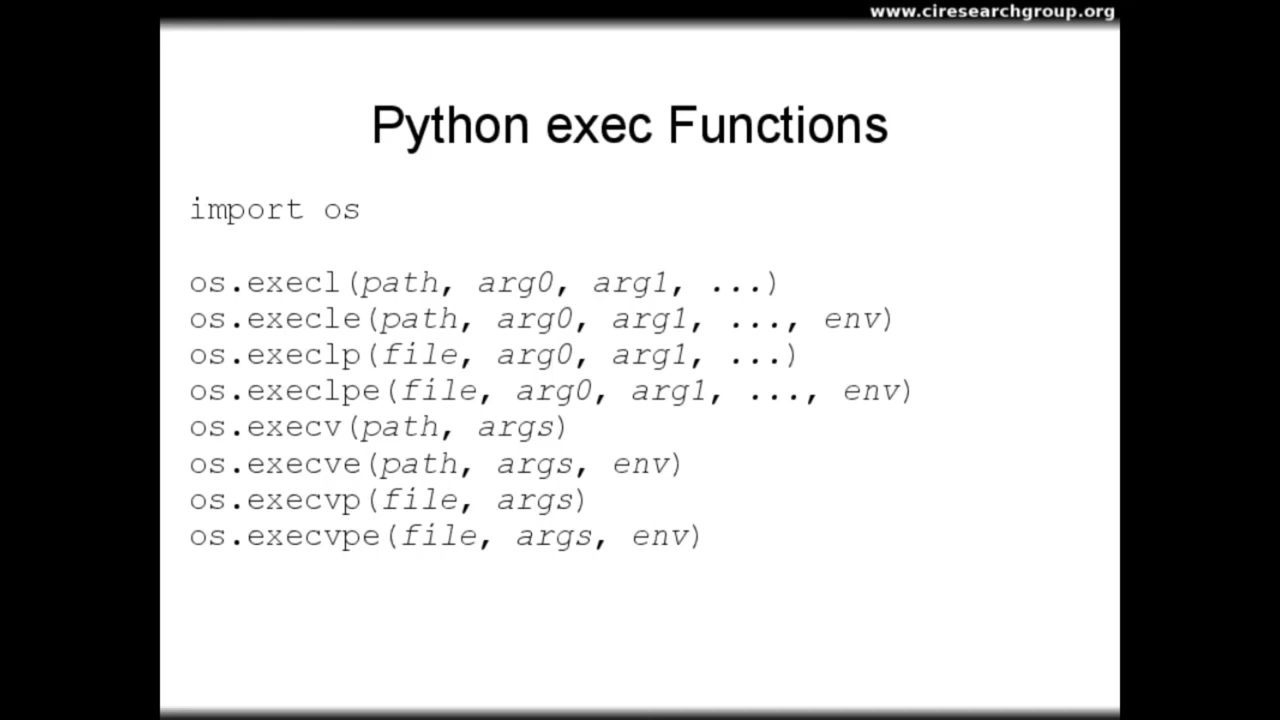 www.ciresearchgroup.org
Python exec Functions
import os
os.execl(path, arg0, arg1, ...)
os.execle(path, arg0, arg1, ..., env)
os.execlp(file, arg0, arg1, ...)
os.execlpe(file, arg0, arg1, ..., env)
os.execv(path, args)
os.execve(path, args, env)
os.execvp(file, args)
os.execvpe(file, args, env)